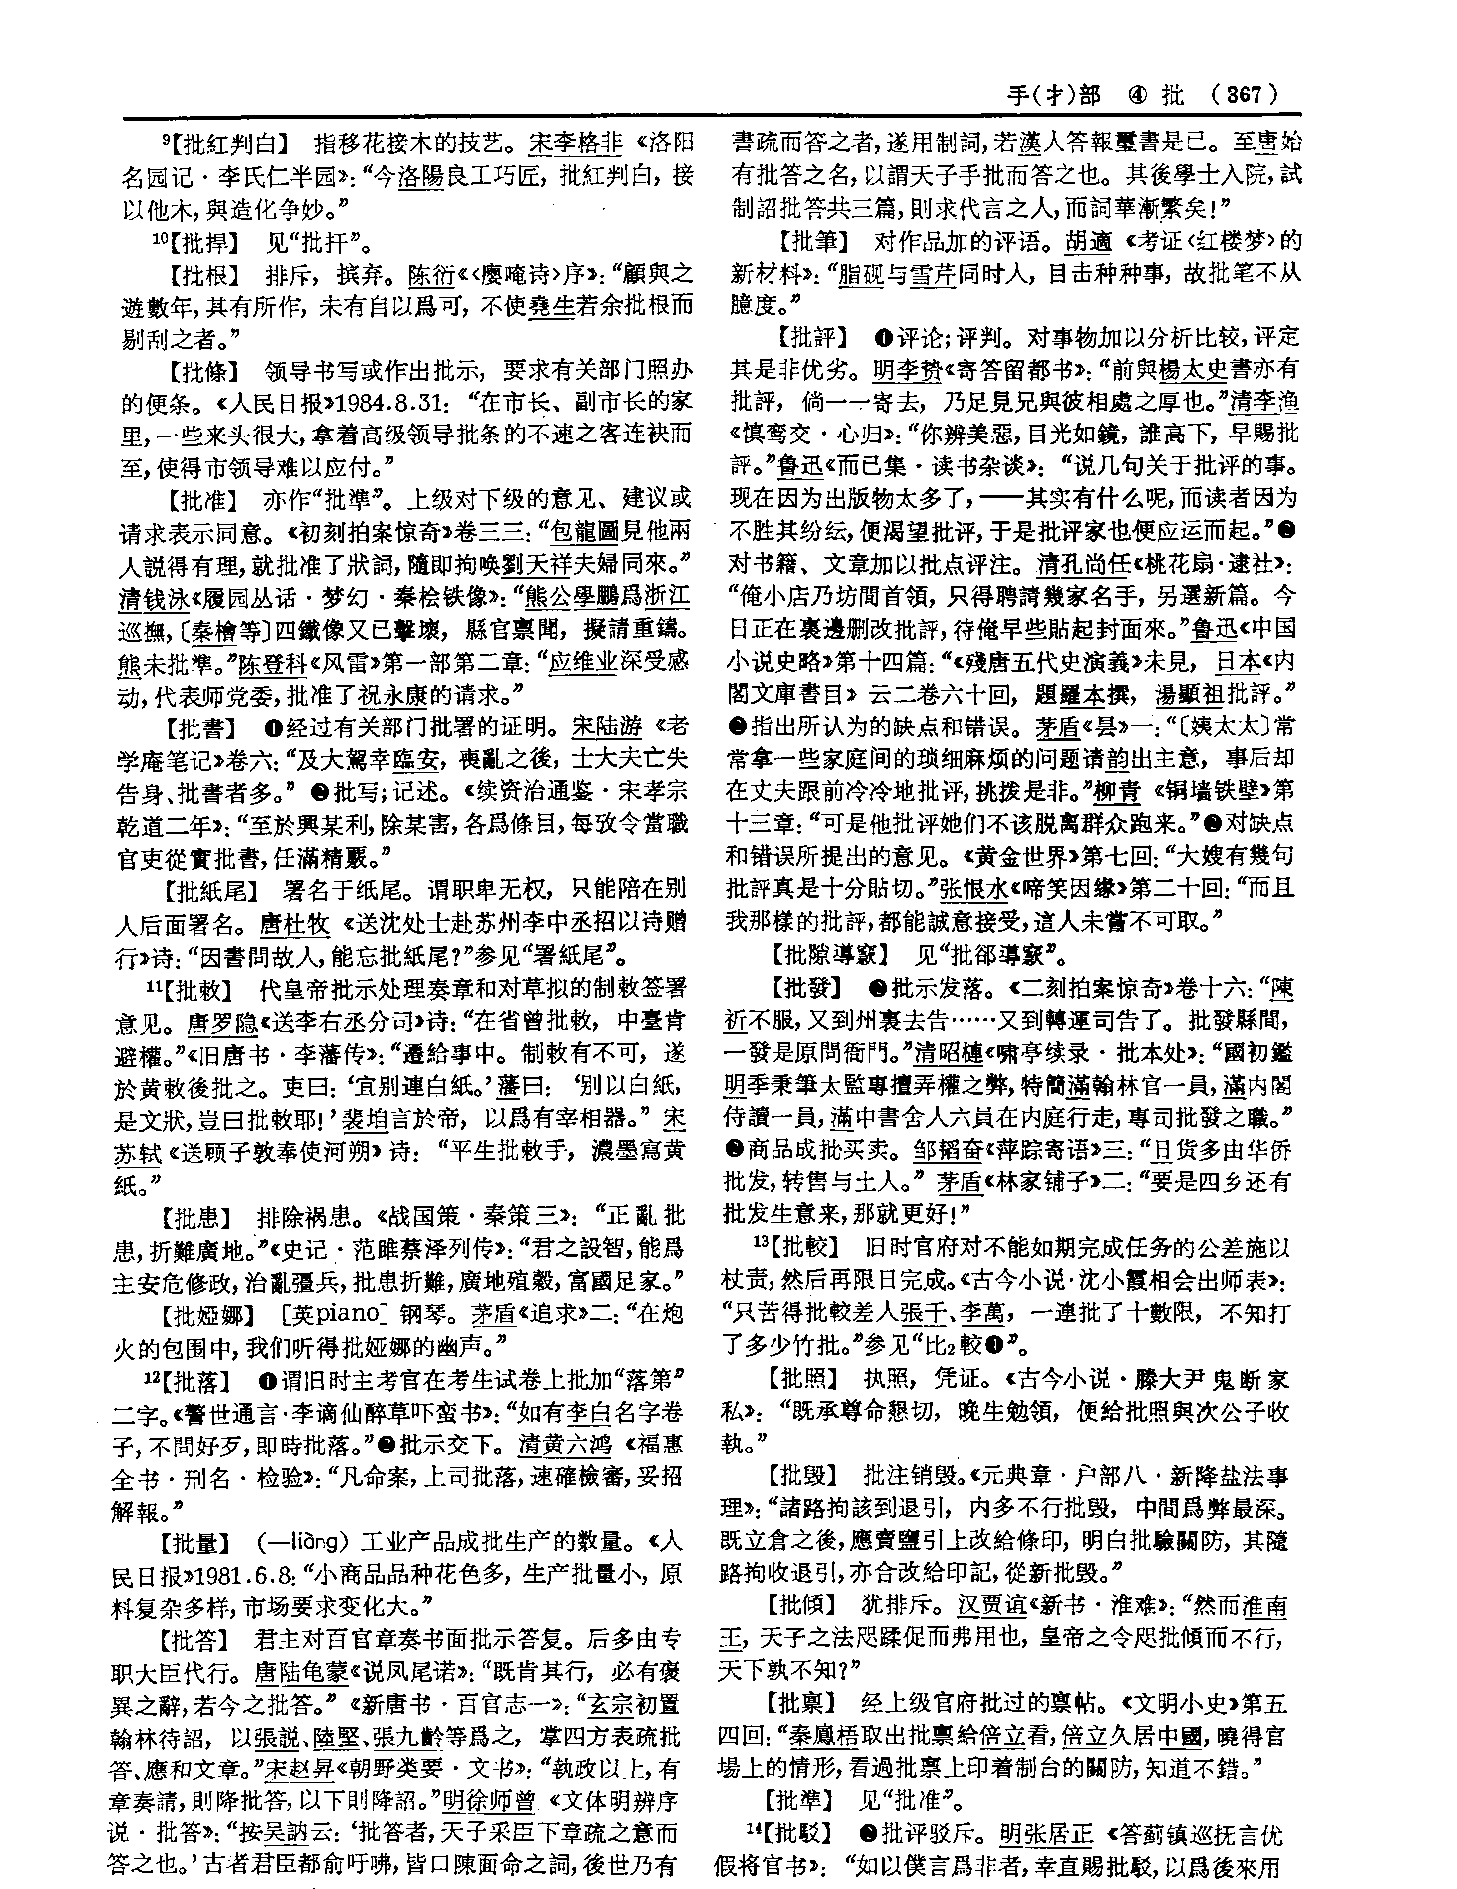 手(扌)部 ④ 批 (367)
⁹【批紅判白】 指移花接木的技艺。宋李格非《洛阳
名园记·李氏仁半园》：“今洛陽良工巧匠，批紅判白，接
以他木，與造化争妙。”
¹⁰【批捍】 见“批扞”。
【批根】 排斥，摈弃。陈衍《〈瘿唵诗〉序》：“顧與之
遊數年，其有所作，未有自以爲可，不使堯生若余批根而
剔刮之者。”
【批條】 领导书写或作出批示，要求有关部门照办
的便条。《人民日报》1984.8.31：“在市长、副市长的家
里，一些来头很大，拿着高级领导批条的不速之客连袂而
至，使得市领导难以应付。”
【批准】 亦作“批準”。上级对下级的意见、建议或
请求表示同意。《初刻拍案惊奇》卷三三：“包龍圖見他兩
人説得有理，就批准了狀詞，隨即拘唤劉天祥夫婦同來。”
清钱泳《履园丛话·梦幻·秦桧铁像》：“熊公學鵬爲浙江
巡撫，〔秦檜等〕四鐵像又已擊壞，縣官禀聞，擬請重鑄。
熊未批準。”陈登科《风雷》第一部第二章：“应维业深受感
动，代表师党委，批准了祝永康的请求。”
【批書】 ❶经过有关部门批署的证明。宋陆游《老
学庵笔记》卷六：“及大駕幸臨安，喪亂之後，士大夫亡失
告身、批書者多。”❷批写；记述。《续资治通鉴·宋孝宗
乾道二年》：“至於興某利，除某害，各爲條目，每攷令當職
官吏從實批書，任滿精覈。”
【批紙尾】 署名于纸尾。谓职卑无权，只能陪在别
人后面署名。唐杜牧《送沈处士赴苏州李中丞招以诗赠
行》诗：“因書問故人，能忘批紙尾？”参见“署紙尾”。
¹¹【批敕】 代皇帝批示处理奏章和对草拟的制敕签署
意见。唐罗隐《送李右丞分司》诗：“在省曾批敕，中臺肯
避權。”《旧唐书·李藩传》：“遷給事中。制敕有不可，遂
於黄敕後批之。吏曰：‘宜别連白紙。’藩曰：‘别以白紙，
是文狀，豈曰批敕耶！’裴垍言於帝，以爲有宰相器。”宋
苏轼《送顾子敦奉使河朔》诗：“平生批敕手，濃墨寫黄
紙。”
【批患】 排除祸患。《战国策·秦策三》：“正亂批
患，折難廣地。”《史记·范雎蔡泽列传》：“君之設智，能爲
主安危修政，治亂彊兵，批患折難，廣地殖穀，富國足家。”
【批婭娜】 [英piano] 钢琴。茅盾《追求》二：“在炮
火的包围中，我们听得批娅娜的幽声。”
¹²【批落】 ❶谓旧时主考官在考生试卷上批加“落第”
二字。《警世通言·李谪仙醉草吓蛮书》：“如有李白名字卷
子，不問好歹，即時批落。”❷批示交下。清黄六鸿《福惠
全书·刑名·检验》：“凡命案，上司批落，速確檢審，妥招
解報。”
【批量】 (—liàng) 工业产品成批生产的数量。《人
民日报》1981.6.8：“小商品品种花色多，生产批量小，原
料复杂多样，市场要求变化大。”
【批答】 君主对百官章奏书面批示答复。后多由专
职大臣代行。唐陆龟蒙《说凤尾诺》：“既肯其行，必有褒
異之辭，若今之批答。”《新唐书·百官志一》：“玄宗初置
翰林待詔，以張説、陸堅、張九齡等爲之，掌四方表疏批
答、應和文章。”宋赵昇《朝野类要·文书》：“執政以上，有
章奏請，則降批答，以下則降詔。”明徐师曾《文体明辨序
说·批答》：“按吴訥云：‘批答者，天子采臣下章疏之意而
答之也。’古者君臣都俞吁咈，皆口陳面命之詞，後世乃有
書疏而答之者，遂用制詞，若漢人答報璽書是已。至唐始
有批答之名，以謂天子手批而答之也。其後學士入院，試
制詔批答共三篇，則求代言之人，而詞華漸繁矣！”
【批筆】 对作品加的评语。胡適《考证〈红楼梦〉的
新材料》：“脂砚与雪芹同时人，目击种种事，故批笔不从
臆度。”
【批評】 ❶评论；评判。对事物加以分析比较，评定
其是非优劣。明李贽《寄答留都书》：“前與楊太史書亦有
批評，倘一一寄去，乃足見兄與彼相處之厚也。”清李渔
《慎鸾交·心归》：“你辨美惡，目光如鏡，誰高下，早賜批
評。”鲁迅《而已集·读书杂谈》：“说几句关于批评的事。
现在因为出版物太多了，——其实有什么呢，而读者因为
不胜其纷纭，便渴望批评，于是批评家也便应运而起。”❷
对书籍、文章加以批点评注。清孔尚任《桃花扇·逮社》：
“俺小店乃坊間首領，只得聘請幾家名手，另選新篇。今
日正在裏邊删改批評，待俺早些貼起封面來。”鲁迅《中国
小说史略》第十四篇：“《殘唐五代史演義》未見，日本《内
閣文庫書目》云二卷六十回，題羅本撰，湯顯祖批評。”
❸指出所认为的缺点和错误。茅盾《昙》一：“〔姨太太〕常
常拿一些家庭间的琐细麻烦的问题请韵出主意，事后却
在丈夫跟前冷冷地批评，挑拨是非。”柳青《铜墙铁壁》第
十三章：“可是他批评她们不该脱离群众跑来。”❹对缺点
和错误所提出的意见。《黄金世界》第七回：“大嫂有幾句
批評真是十分貼切。”张恨水《啼笑因缘》第二十回：“而且
我那樣的批評，都能誠意接受，這人未嘗不可取。”
【批隙導窾】 见“批郤導窾”。
【批發】 ❶批示发落。《二刻拍案惊奇》卷十六：“陳
祈不服，又到州裏去告……又到轉運司告了。批發縣間，
一發是原問衙門。”清昭槤《啸亭续录·批本处》：“國初鑑
明季秉筆太監專擅弄權之弊，特簡滿翰林官一員，滿内閣
侍讀一員，滿中書舍人六員在内庭行走，專司批發之職。”
❷商品成批买卖。邹韬奋《萍踪寄语》三：“日货多由华侨
批发，转售与土人。”茅盾《林家铺子》二：“要是四乡还有
批发生意来，那就更好！”
¹³【批較】 旧时官府对不能如期完成任务的公差施以
杖责，然后再限日完成。《古今小说·沈小霞相会出师表》：
“只苦得批較差人張千、李萬，一連批了十數限，不知打
了多少竹批。”参见“比₂較❶”。
【批照】 执照，凭证。《古今小说·滕大尹鬼断家
私》：“既承尊命懇切，晚生勉領，便給批照與次公子收
執。”
【批毁】 批注销毁。《元典章·户部八·新降盐法事
理》：“諸路拘該到退引，内多不行批毁，中間爲弊最深。
既立倉之後，應賣鹽引上改給條印，明白批驗關防，其隨
路拘收退引，亦合改給印記，從新批毁。”
【批傾】 犹排斥。汉贾谊《新书·淮难》：“然而淮南
王，天子之法咫蹂促而弗用也，皇帝之令咫批傾而不行，
天下孰不知？”
【批禀】 经上级官府批过的禀帖。《文明小史》第五
四回：“秦鳳梧取出批禀給倍立看，倍立久居中國，曉得官
場上的情形，看過批禀上印着制台的關防，知道不錯。”
【批準】 见“批准”。
¹⁴【批駁】 ❶批评驳斥。明张居正《答蓟镇巡抚言优
假将官书》：“如以僕言爲非者，幸直賜批駁，以爲後來用